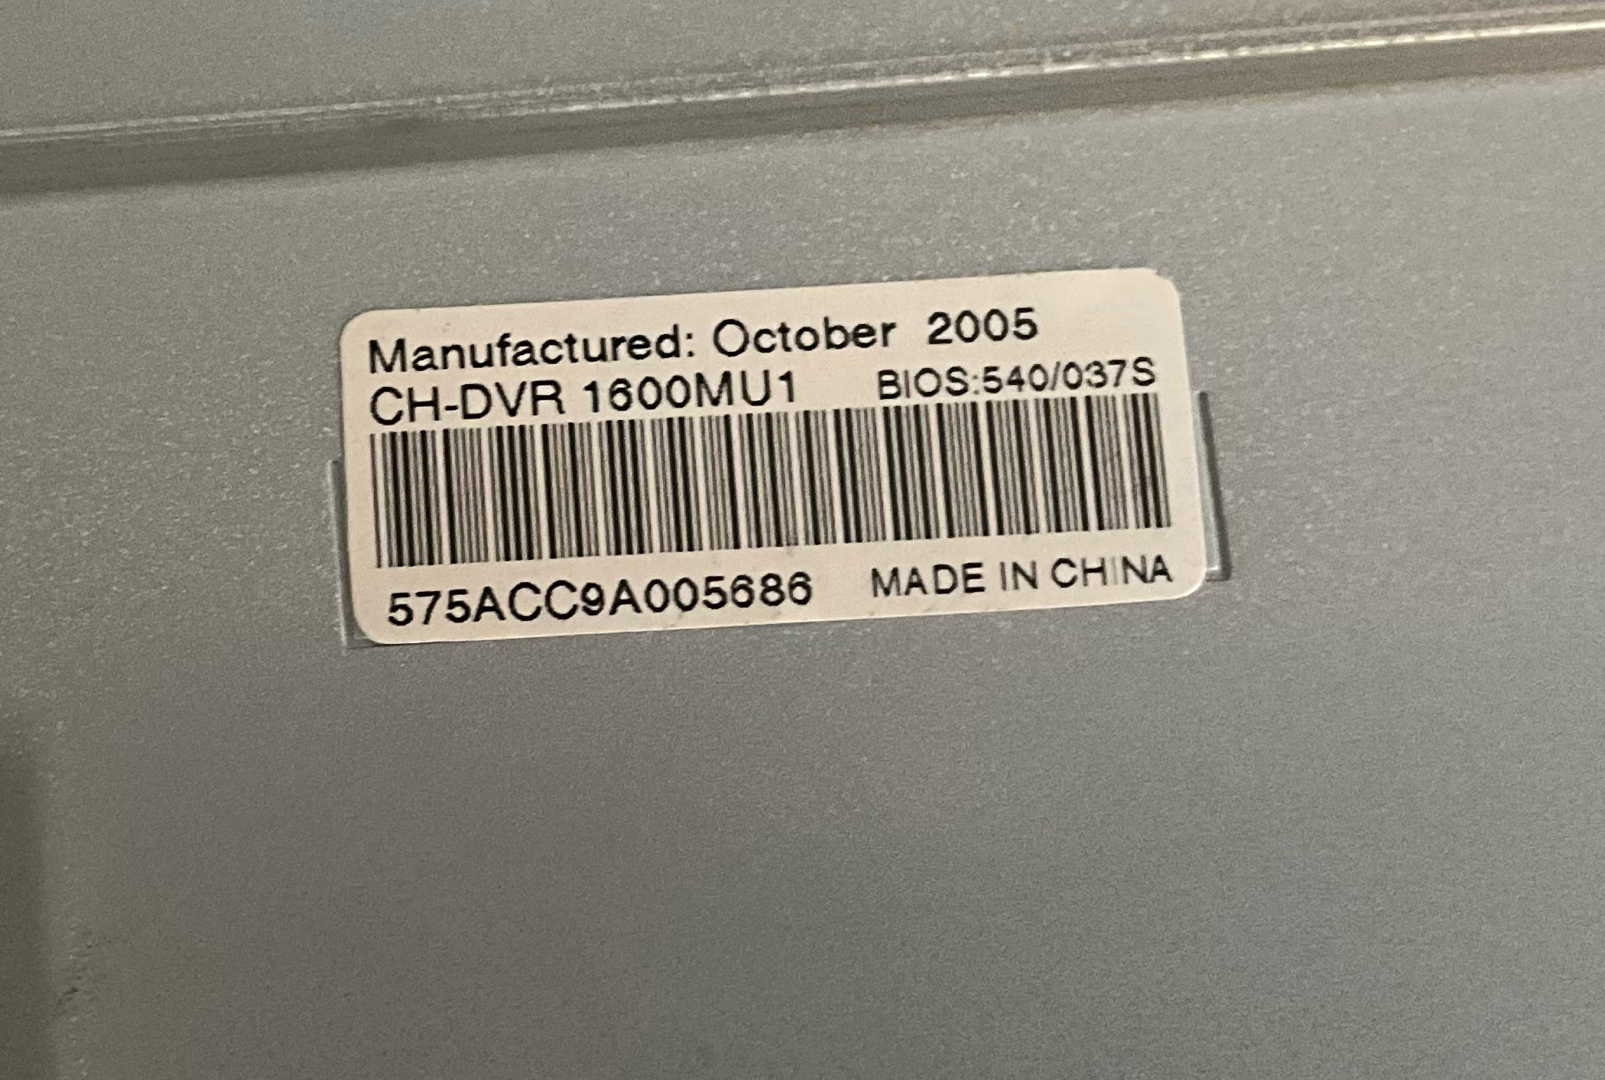 Manufactured: October 2005
CH-DVR 1600MU1 BIOS:540/037S
575ACC9A005686 MADE IN CHINA